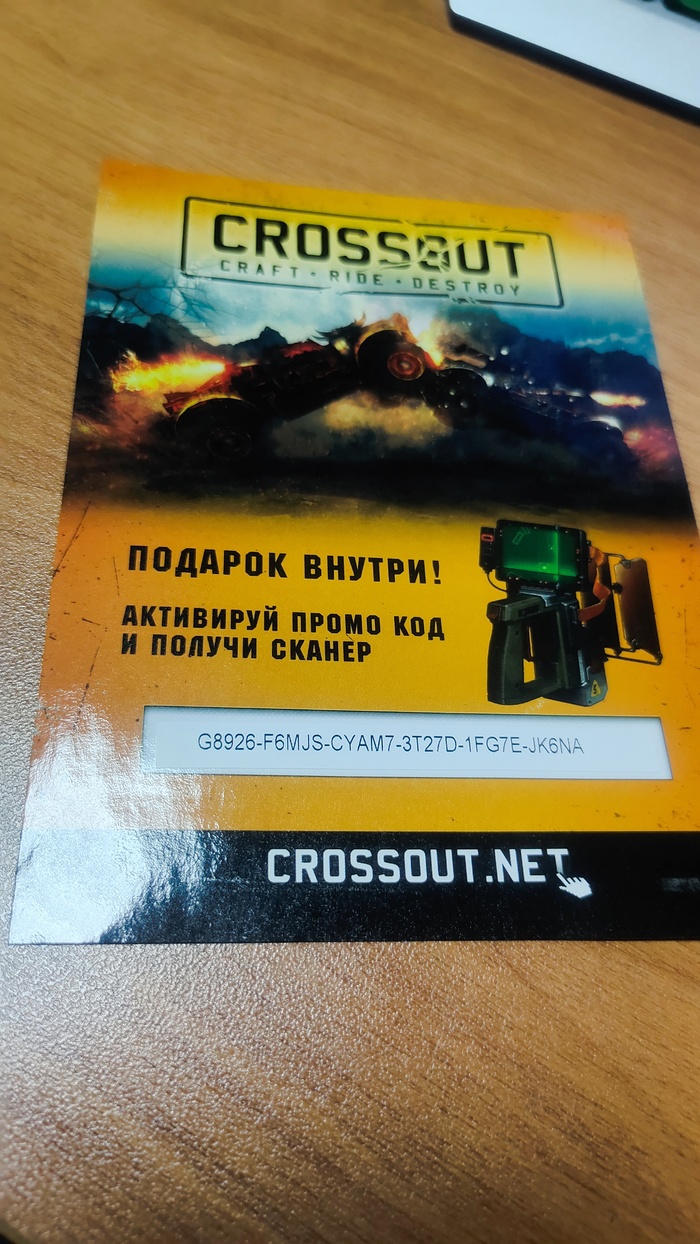 CROSSOUT
CRAFT • RIDE • DESTROY
ПОДАРОК ВНУТРИ!
АКТИВИРУЙ ПРОМО КОД
И ПОЛУЧИ СКАНЕР
G8926-F6MJS-CYAM7-3T27D-1FG7E-JK6NA
CROSSOUT.NET